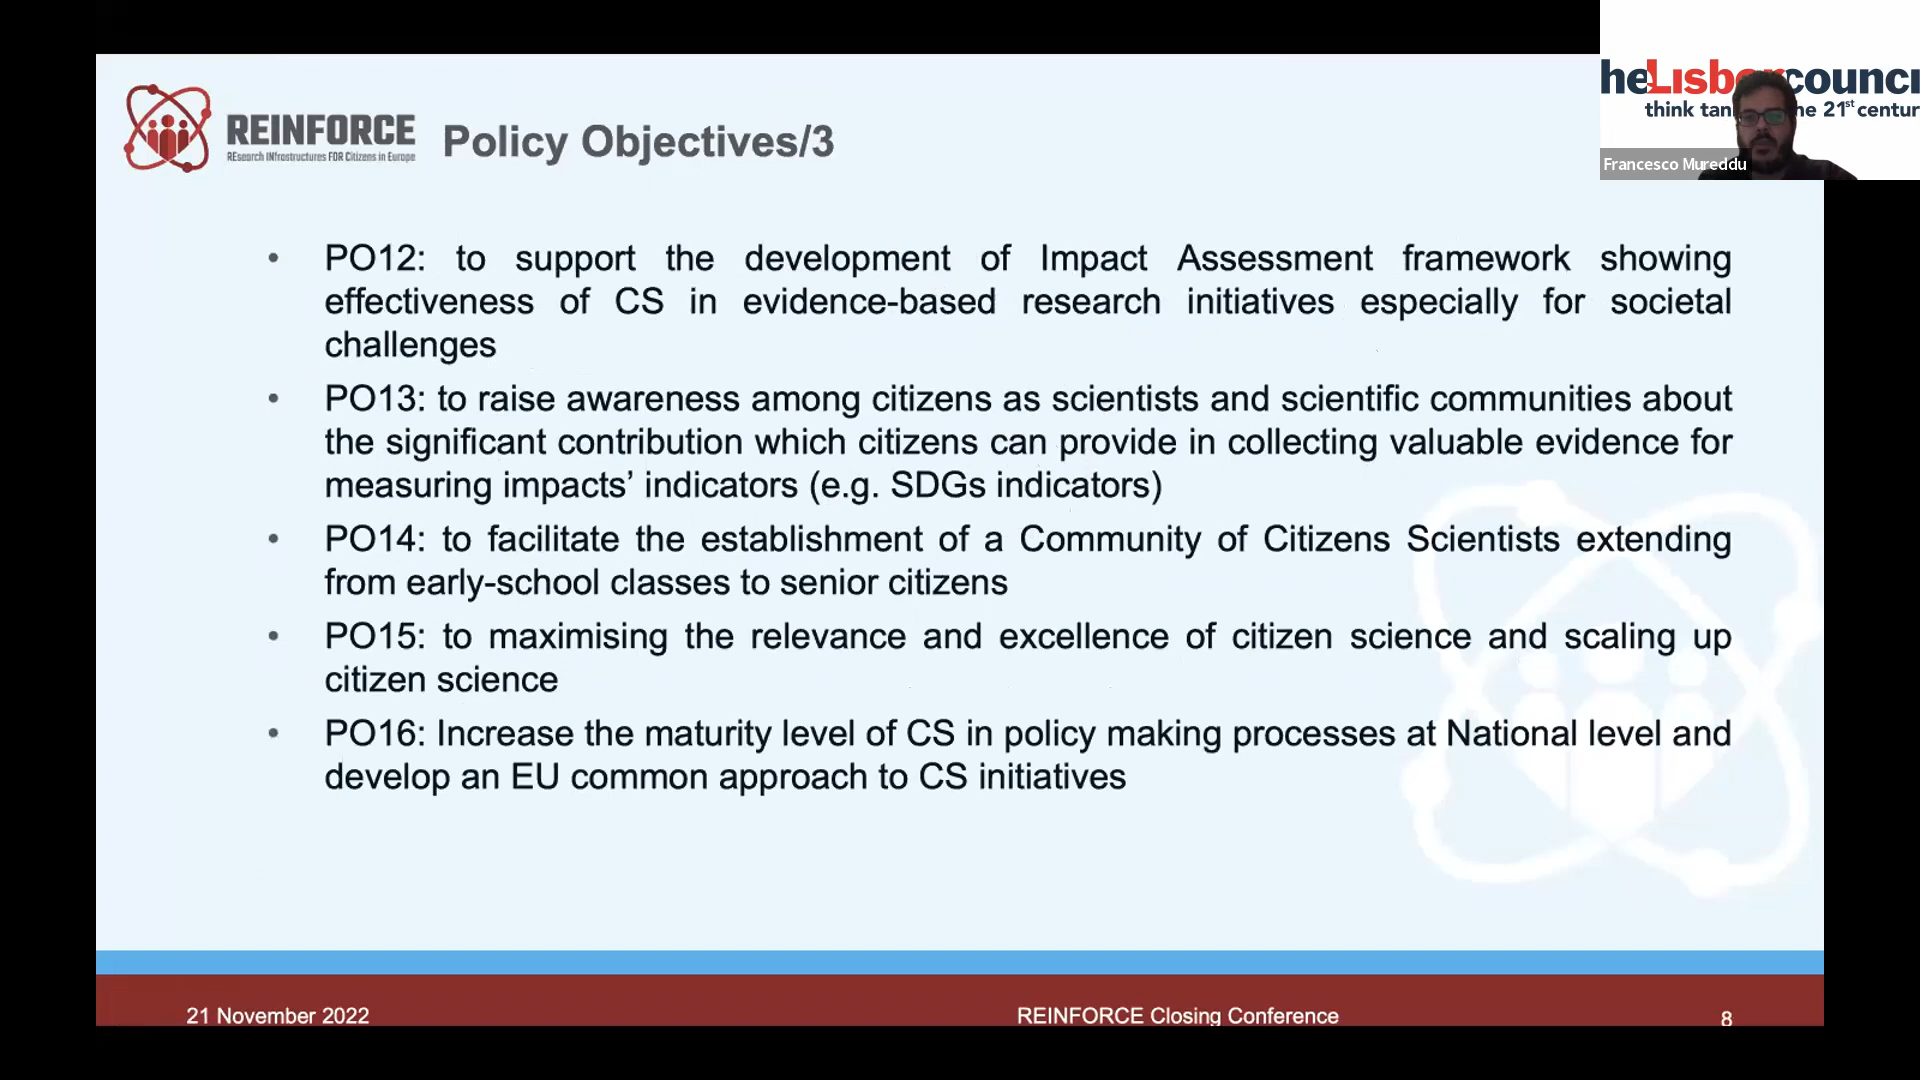 REINFORCE
REsearch INfrastructures FOR Citizens in Europe
Policy Objectives/3
heLisb counci
think tan he 21st centur
Francesco Mureddu
• PO12: to support the development of Impact Assessment framework showing
effectiveness of CS in evidence-based research initiatives especially for societal
challenges
• PO13: to raise awareness among citizens as scientists and scientific communities about
the significant contribution which citizens can provide in collecting valuable evidence for
measuring impacts’ indicators (e.g. SDGs indicators)
• PO14: to facilitate the establishment of a Community of Citizens Scientists extending
from early-school classes to senior citizens
• PO15: to maximising the relevance and excellence of citizen science and scaling up
citizen science
• PO16: Increase the maturity level of CS in policy making processes at National level and
develop an EU common approach to CS initiatives
21 November 2022
REINFORCE Closing Conference
8